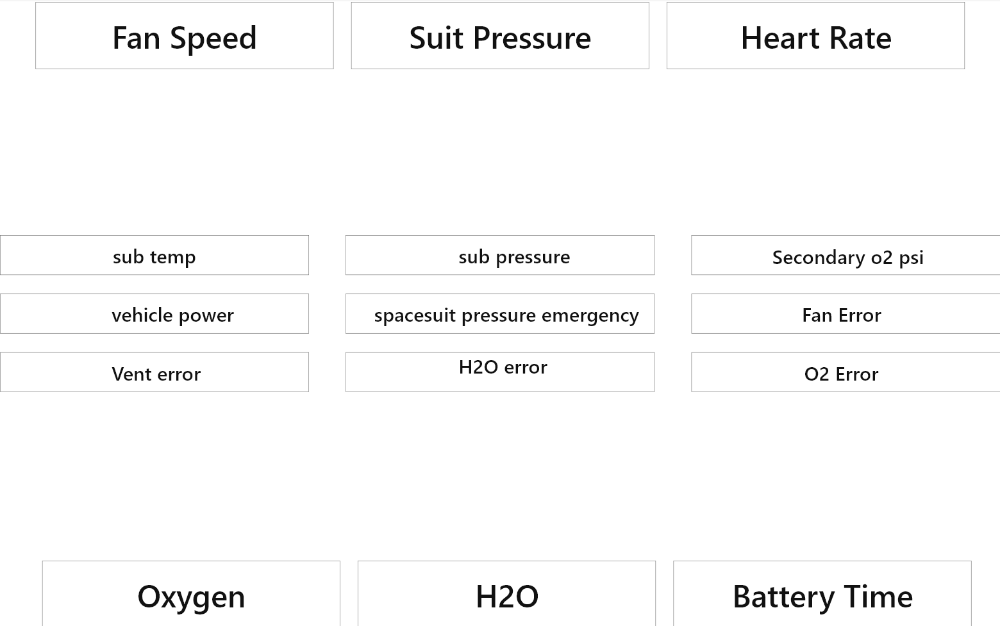 Fan Speed
Suit Pressure
Heart Rate
sub temp
sub pressure
Secondary o2 psi
vehicle power
spacesuit pressure emergency
Fan Error
Vent error
H2O error
O2 Error
Oxygen
H2O
Battery Time